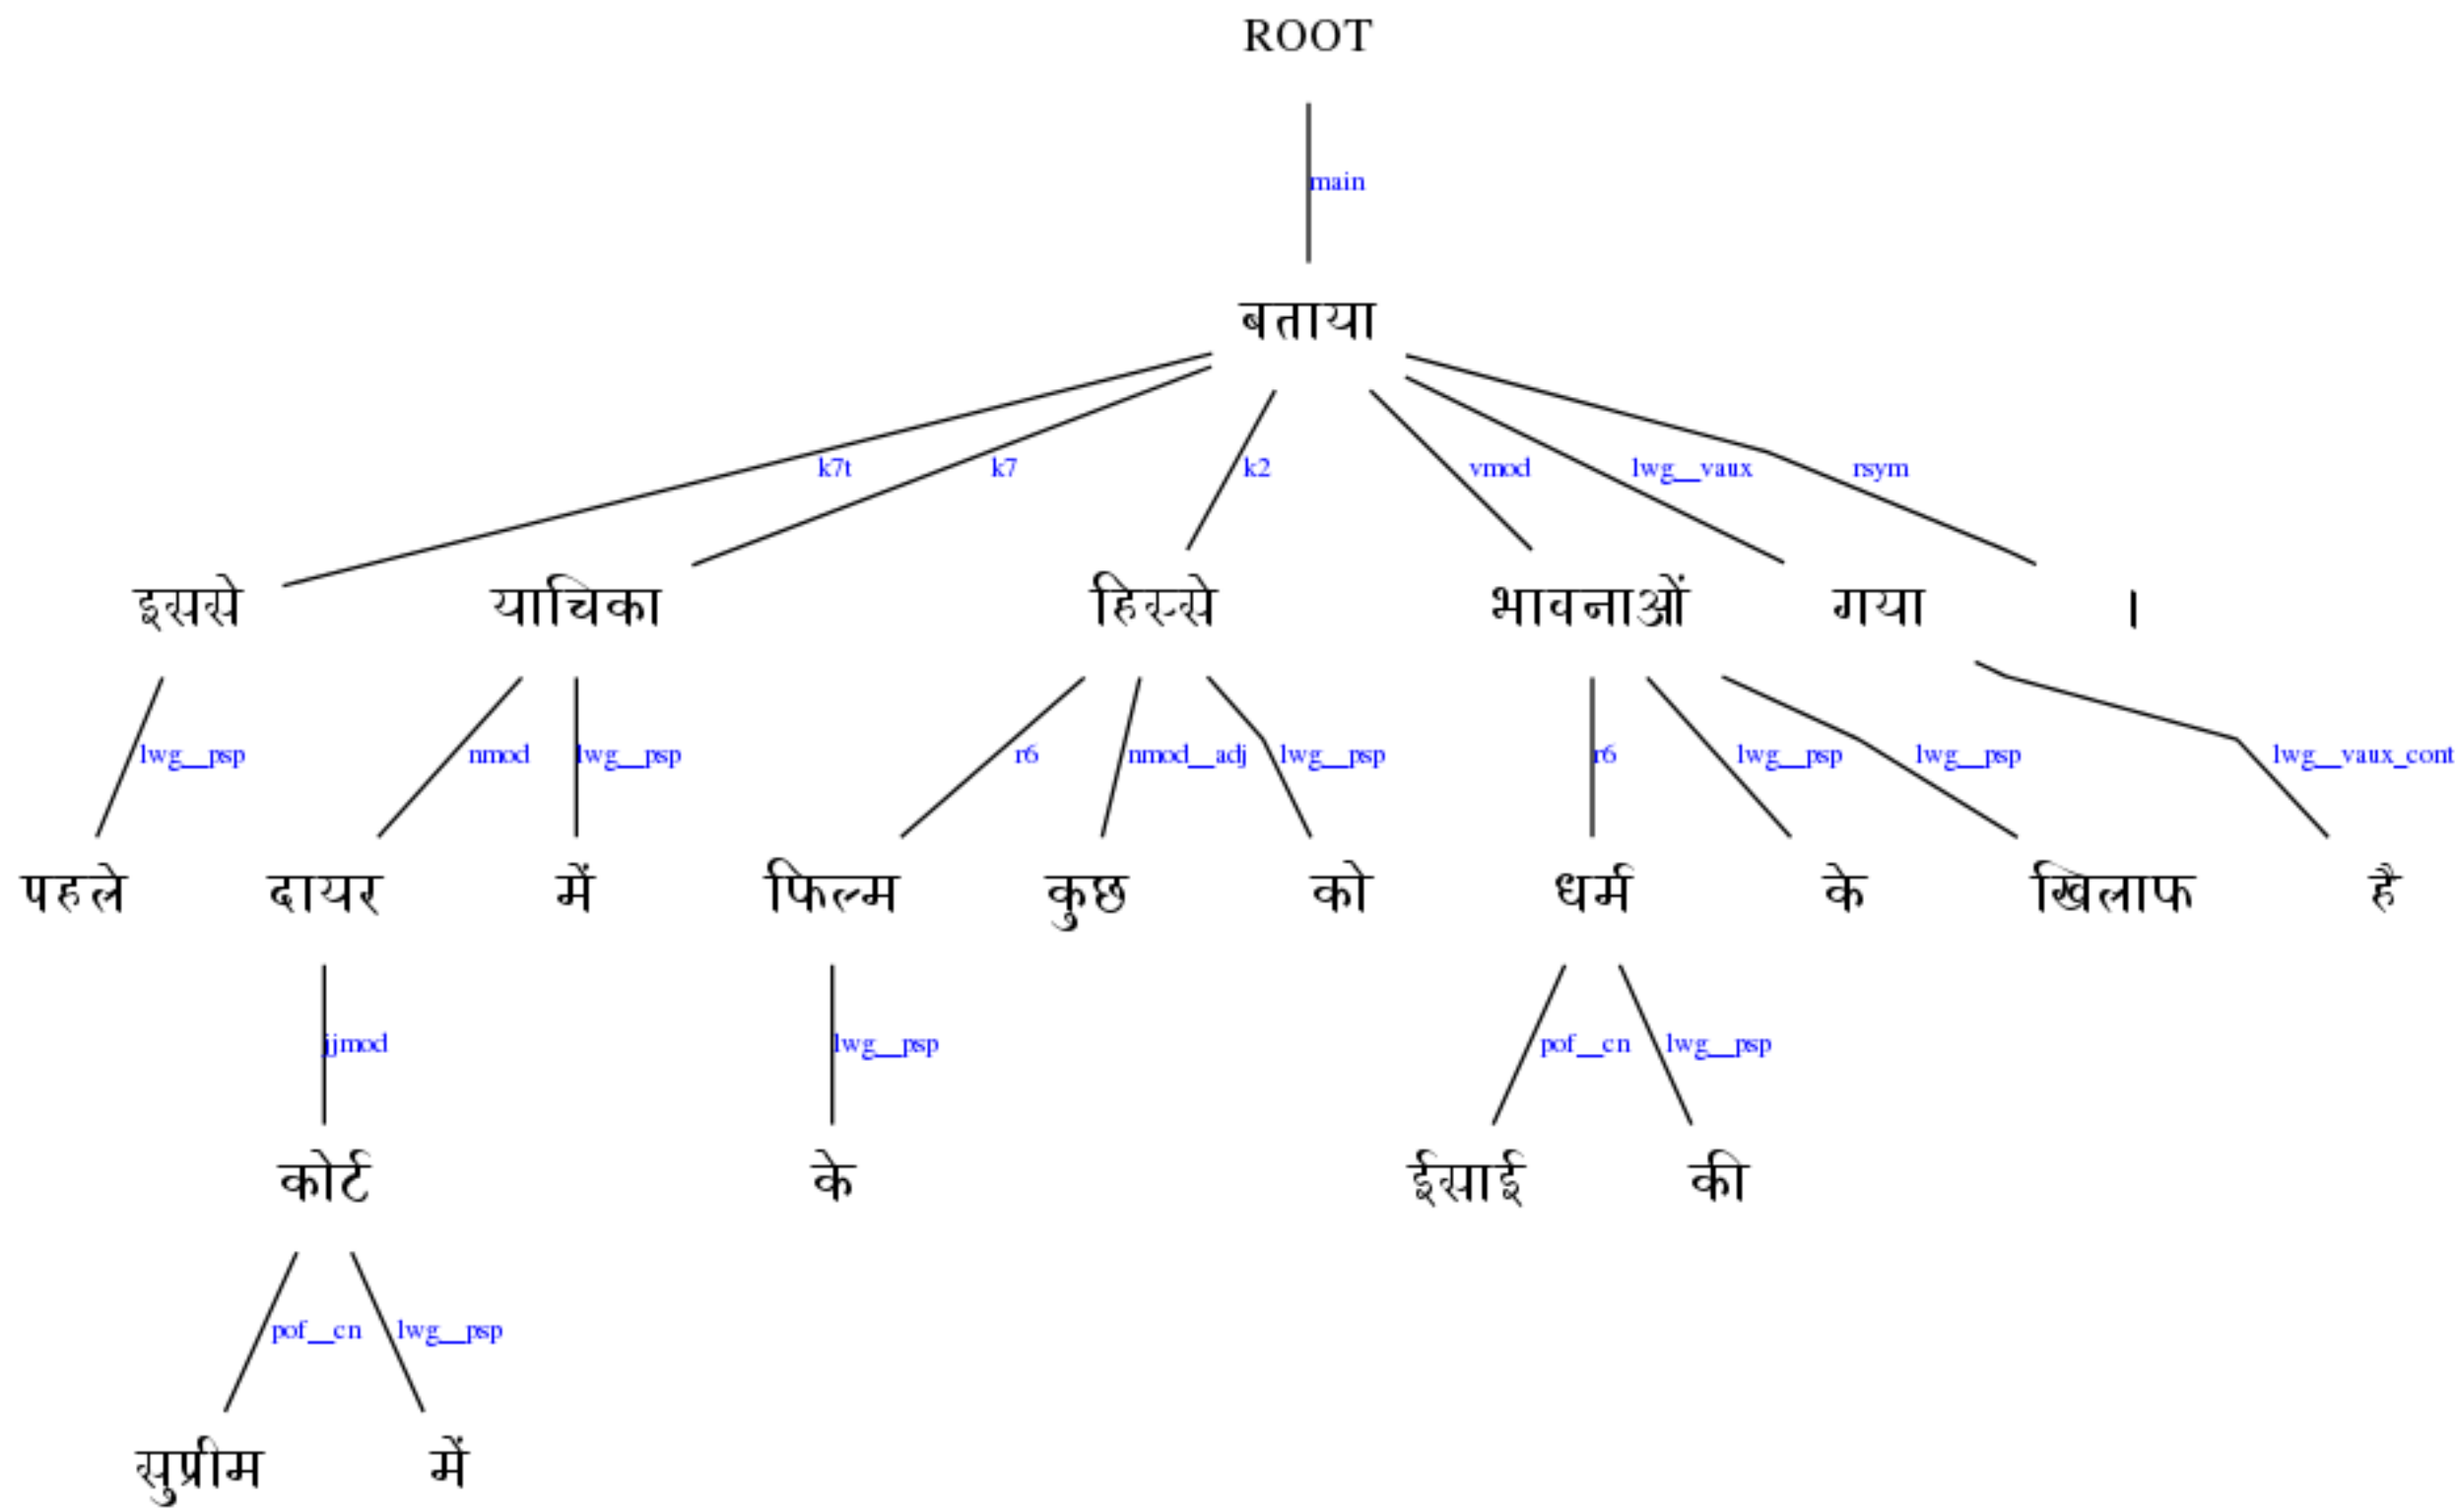 ROOT
main
बताया
k7t k7 k2 vmod lwg__vaux rsym
इससे याचिका हिस्से भावनाओं गया ।
lwg__psp nmod lwg__psp r6 nmod__adj lwg__psp r6 lwg__psp lwg__psp lwg__vaux_cont
पहले दायर में फिल्म कुछ को धर्म के खिलाफ है
jjmod lwg__psp pof__cn lwg__psp
कोर्ट के ईसाई की
pof__cn lwg__psp
सुप्रीम में